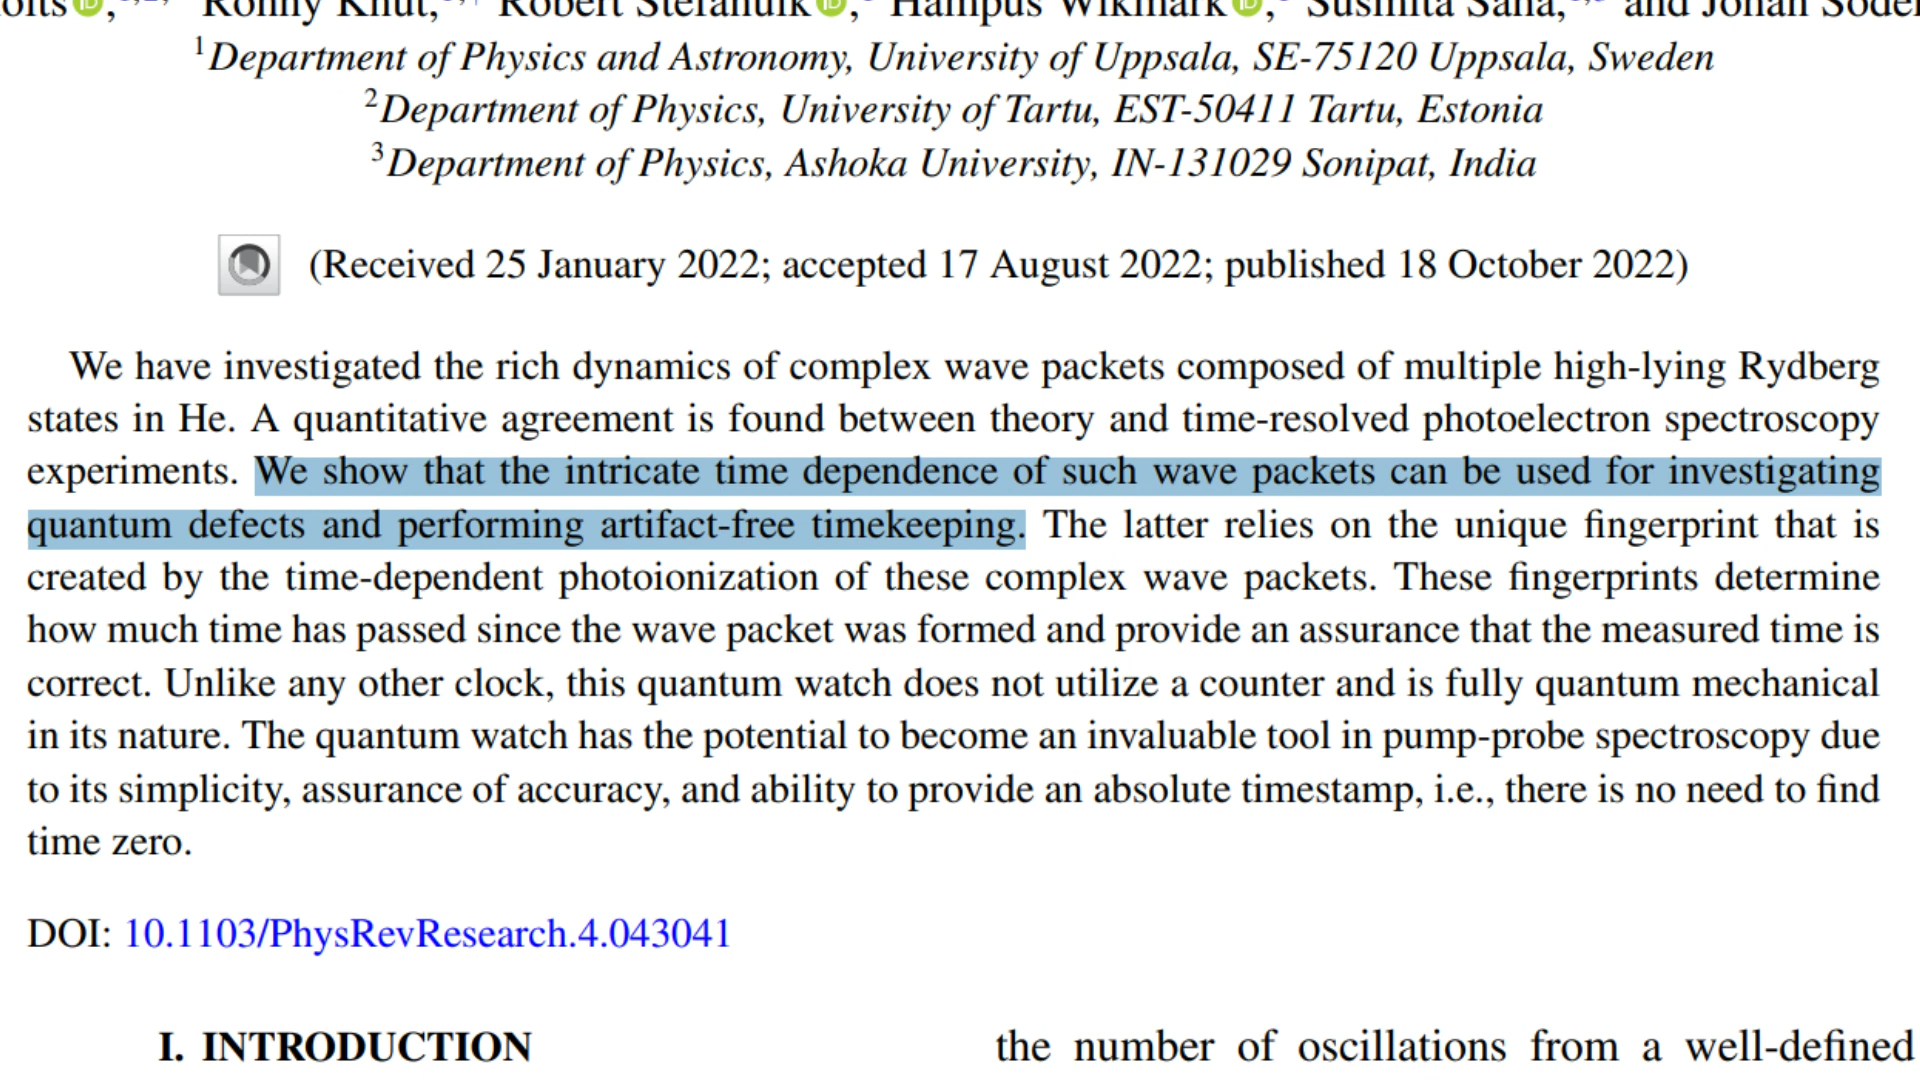 Ronny Knut, Robert Stefanuik, Hampus Wikmark, Susmita Saha, and Johan
¹Department of Physics and Astronomy, University of Uppsala, SE-75120 Uppsala, Sweden
²Department of Physics, University of Tartu, EST-50411 Tartu, Estonia
³Department of Physics, Ashoka University, IN-131029 Sonipat, India
(Received 25 January 2022; accepted 17 August 2022; published 18 October 2022)
We have investigated the rich dynamics of complex wave packets composed of multiple high-lying Rydberg
states in He. A quantitative agreement is found between theory and time-resolved photoelectron spectroscopy
experiments. We show that the intricate time dependence of such wave packets can be used for investigating
quantum defects and performing artifact-free timekeeping. The latter relies on the unique fingerprint that is
created by the time-dependent photoionization of these complex wave packets. These fingerprints determine
how much time has passed since the wave packet was formed and provide an assurance that the measured time is
correct. Unlike any other clock, this quantum watch does not utilize a counter and is fully quantum mechanical
in its nature. The quantum watch has the potential to become an invaluable tool in pump-probe spectroscopy due
to its simplicity, assurance of accuracy, and ability to provide an absolute timestamp, i.e., there is no need to find
time zero.
DOI: 10.1103/PhysRevResearch.4.043041
I. INTRODUCTION
the number of oscillations from a well-defined